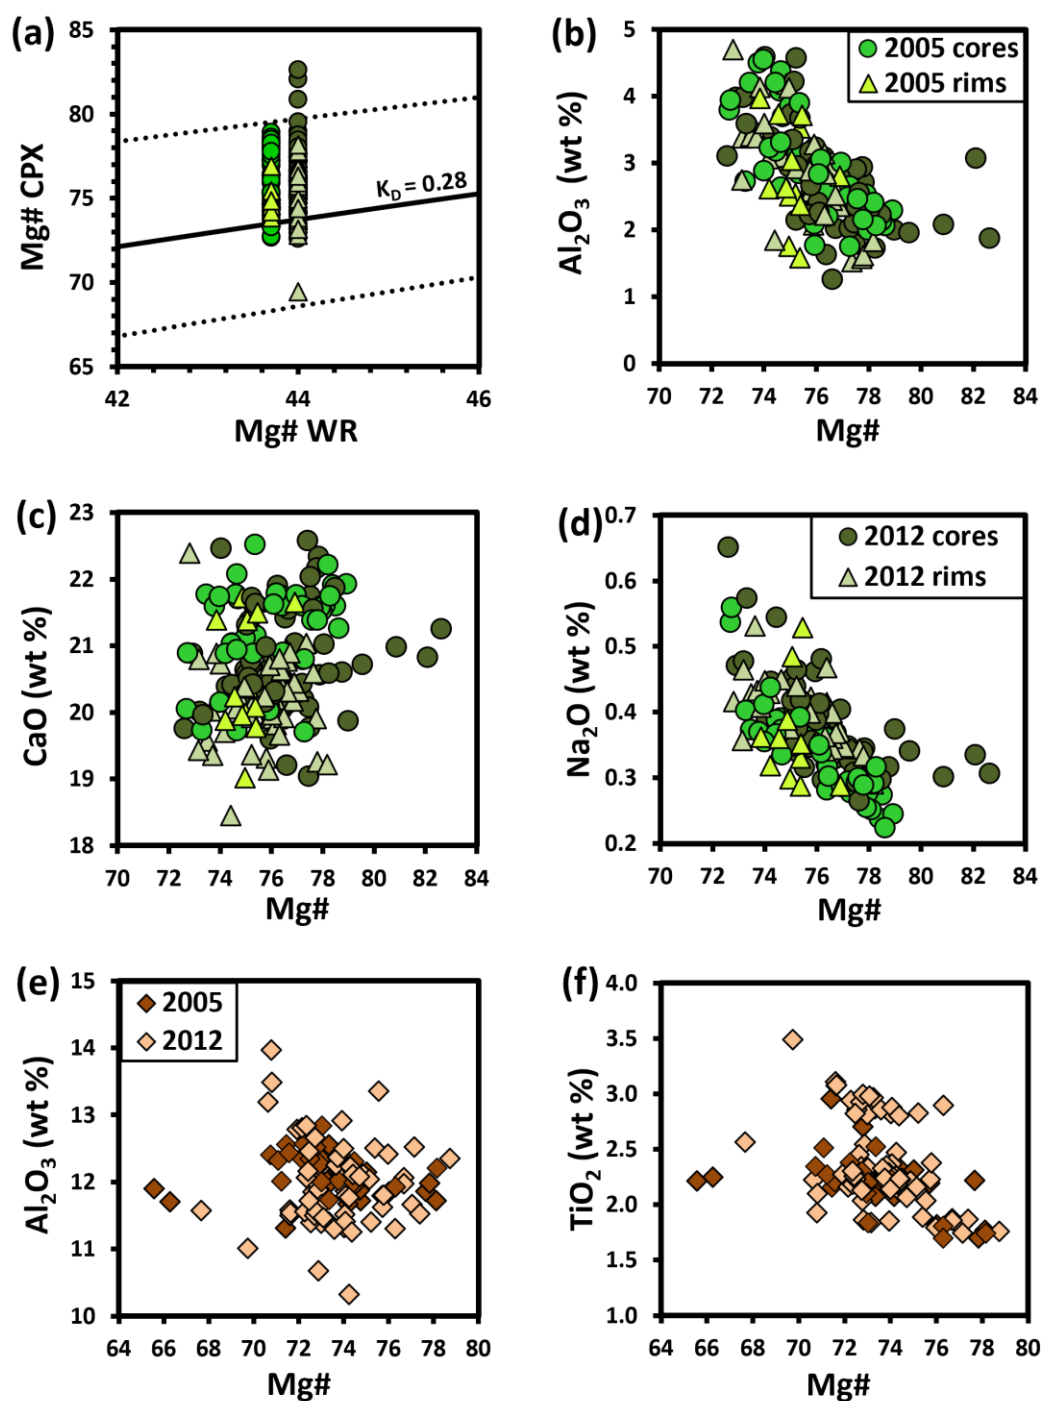 (a)
85
80
75
70
65
Mg# CPX
K_D = 0.28
42 44 46
Mg# WR
(b)
5
4
3
2
1
0
Al₂O₃ (wt %)
2005 cores
2005 rims
70 72 74 76 78 80 82 84
Mg#
(c)
23
22
21
20
19
18
CaO (wt %)
70 72 74 76 78 80 82 84
Mg#
(d)
0.7
0.6
0.5
0.4
0.3
0.2
Na₂O (wt %)
2012 cores
2012 rims
70 72 74 76 78 80 82 84
Mg#
(e)
15
14
13
12
11
10
Al₂O₃ (wt %)
2005
2012
64 66 68 70 72 74 76 78 80
Mg#
(f)
4.0
3.5
3.0
2.5
2.0
1.5
1.0
TiO₂ (wt %)
64 66 68 70 72 74 76 78 80
Mg#